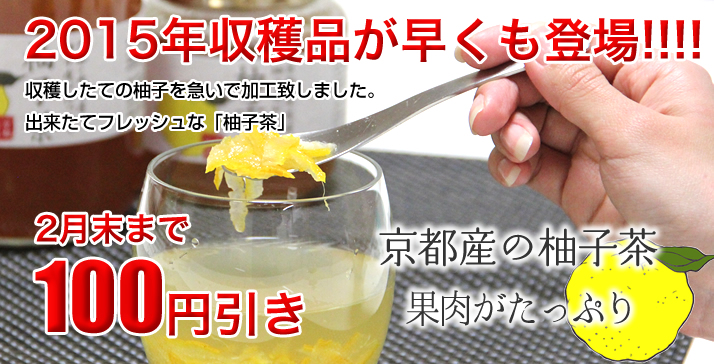 2015年収穫品が早くも登場!!!!
収穫したての柚子を急いで加工致しました。
出来たてフレッシュな「柚子茶」
2月末まで
100円引き
京都産の柚子茶
果肉がたっぷり